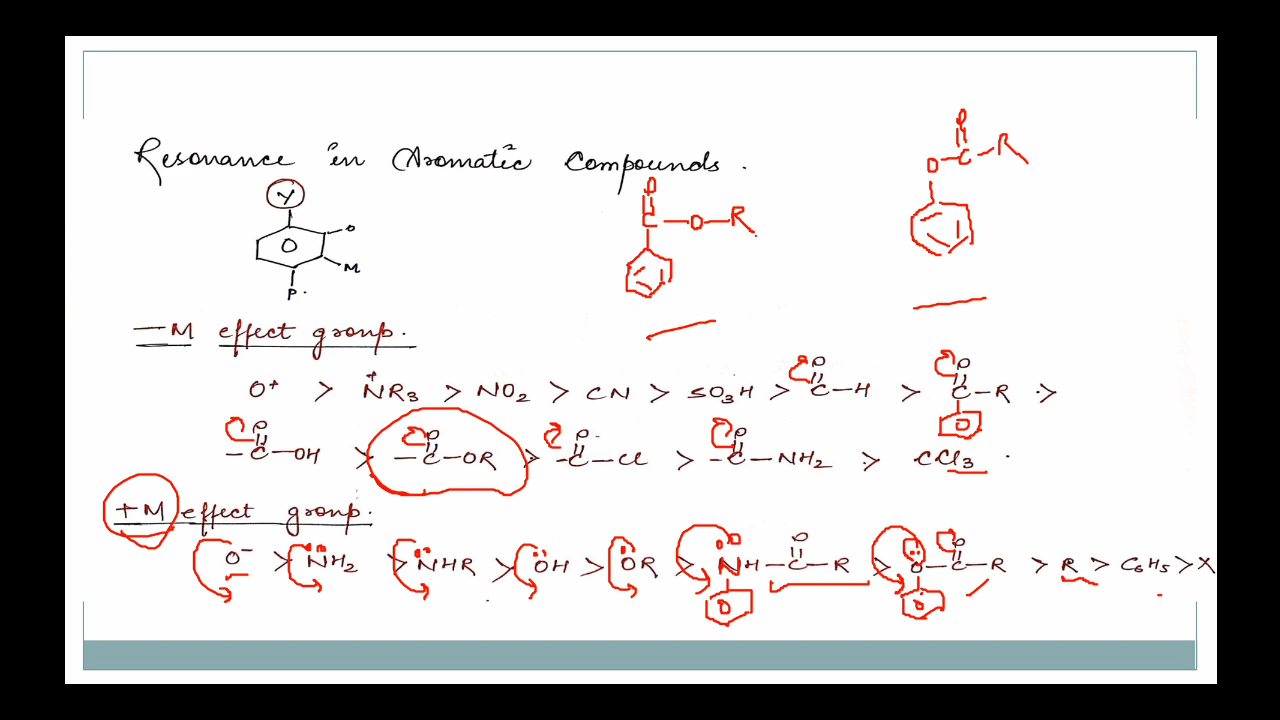 Resonance in Aromatic Compounds.
O
C
R
O
Y
O
M
P.
O
C-O-R
-M effect group.
O⁺ > N⁺R₃ > NO₂ > CN > SO₃H > C(=O)-H > C(=O)-R >
-C(=O)-OH > -C(=O)-OR > -C(=O)-Cl > -C(=O)-NH₂ > CCl₃.
+M effect group.
O⁻ > NH₂ > NHR > OH > OR > NH-C(=O)-R > O-C(=O)-R > R > C₆H₅ > X